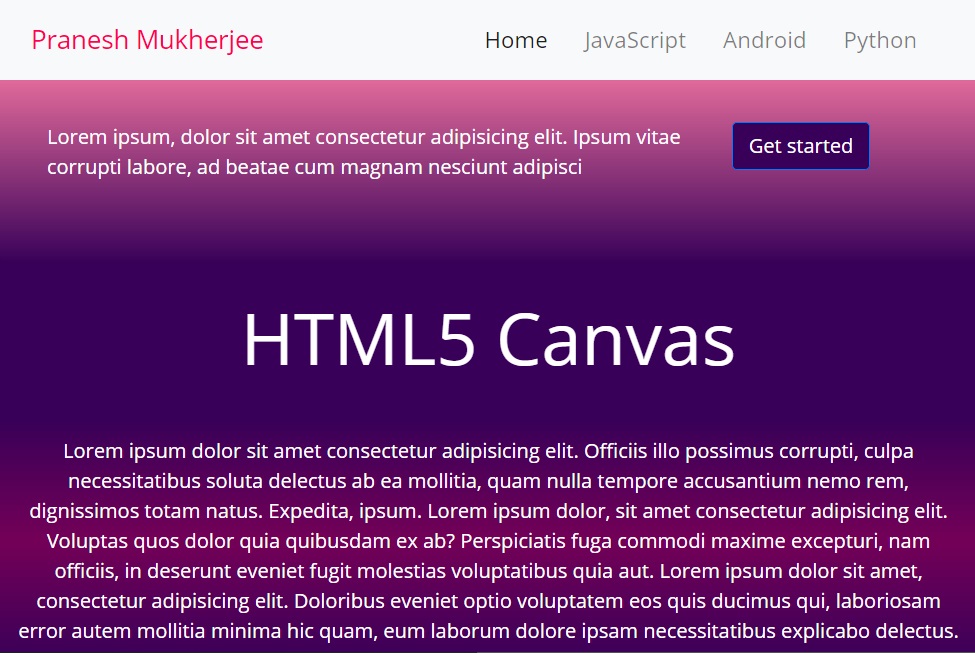 Pranesh Mukherjee
Home JavaScript Android Python
Lorem ipsum, dolor sit amet consectetur adipisicing elit. Ipsum vitae
corrupti labore, ad beatae cum magnam nesciunt adipisci
Get started
HTML5 Canvas
Lorem ipsum dolor sit amet consectetur adipisicing elit. Officiis illo possimus corrupti, culpa
necessitatibus soluta delectus ab ea mollitia, quam nulla tempore accusantium nemo rem,
dignissimos totam natus. Expedita, ipsum. Lorem ipsum dolor, sit amet consectetur adipisicing elit.
Voluptas quos dolor quia quibusdam ex ab? Perspiciatis fuga commodi maxime excepturi, nam
officiis, in deserunt eveniet fugit molestias voluptatibus quia aut. Lorem ipsum dolor sit amet,
consectetur adipisicing elit. Doloribus eveniet optio voluptatem eos quis ducimus qui, laboriosam
error autem mollitia minima hic quam, eum laborum dolore ipsam necessitatibus explicabo delectus.